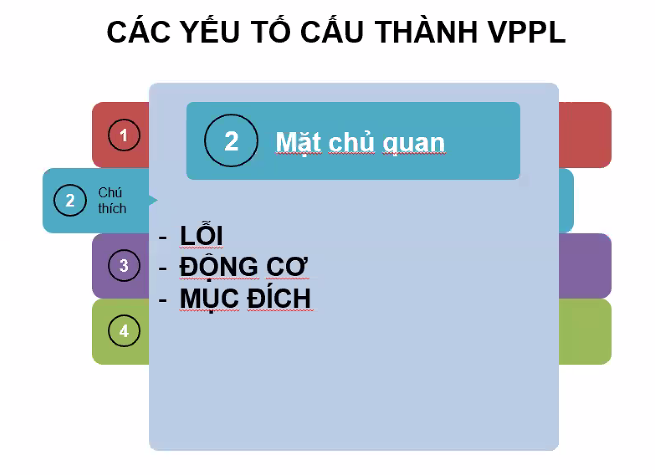 CÁC YẾU TỐ CẤU THÀNH VPPL
1
2 Mặt chủ quan
2 Chú
thích
- LỖI
- ĐỘNG CƠ
- MỤC ĐÍCH
3
4